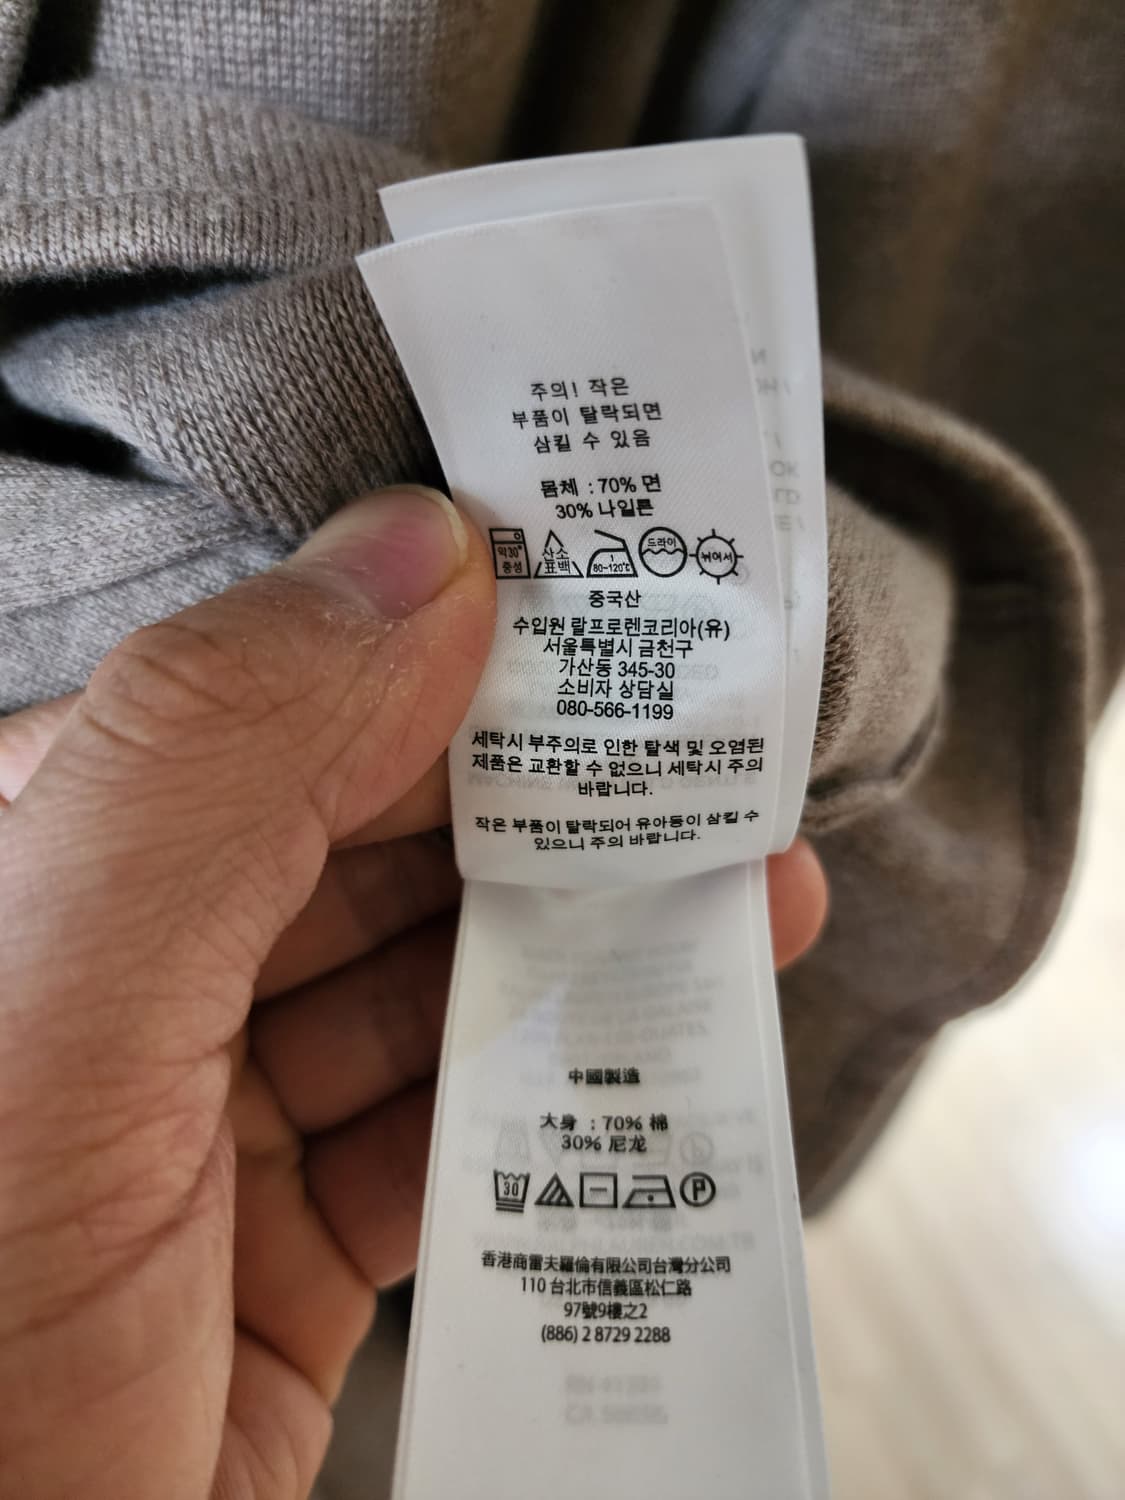 주의! 작은
부품이 탈락되면
삼킬 수 있음
몸체 : 70% 면
30% 나일론
약30° 중성
산소 표백
80~120℃
드라이
뉘어서
중국산
수입원 랄프로렌코리아(유)
서울특별시 금천구
가산동 345-30
소비자 상담실
080-566-1199
세탁시 부주의로 인한 탈색 및 오염된
제품은 교환할 수 없으니 세탁시 주의
바랍니다.
작은 부품이 탈락되어 유아동이 삼킬 수
있으니 주의 바랍니다.
中國製造
大身 : 70% 棉
30% 尼龙
30
P
香港商雷夫羅倫有限公司台灣分公司
110 台北市信義區松仁路
97號9樓之2
(886) 2 8729 2288